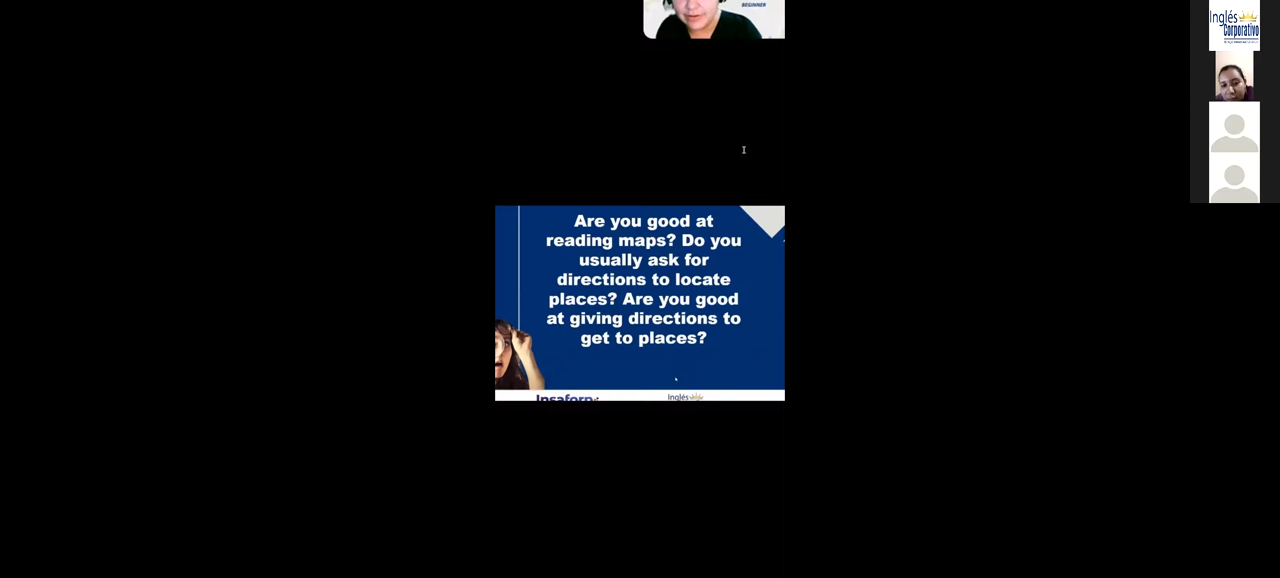 BEGINNER
Inglés
Corporativo
Are you good at
reading maps? Do you
usually ask for
directions to locate
places? Are you good
at giving directions to
get to places?
Insaforp
Inglés